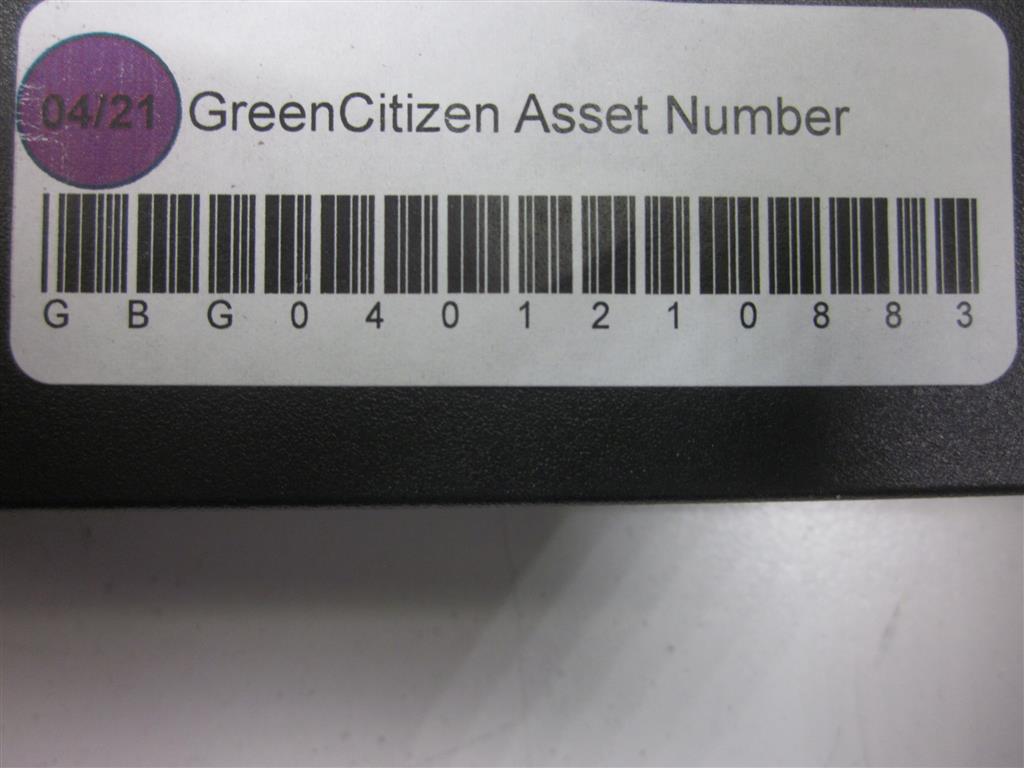 04/21 GreenCitizen Asset Number
G B G 0 4 0 1 2 1 0 8 8 3